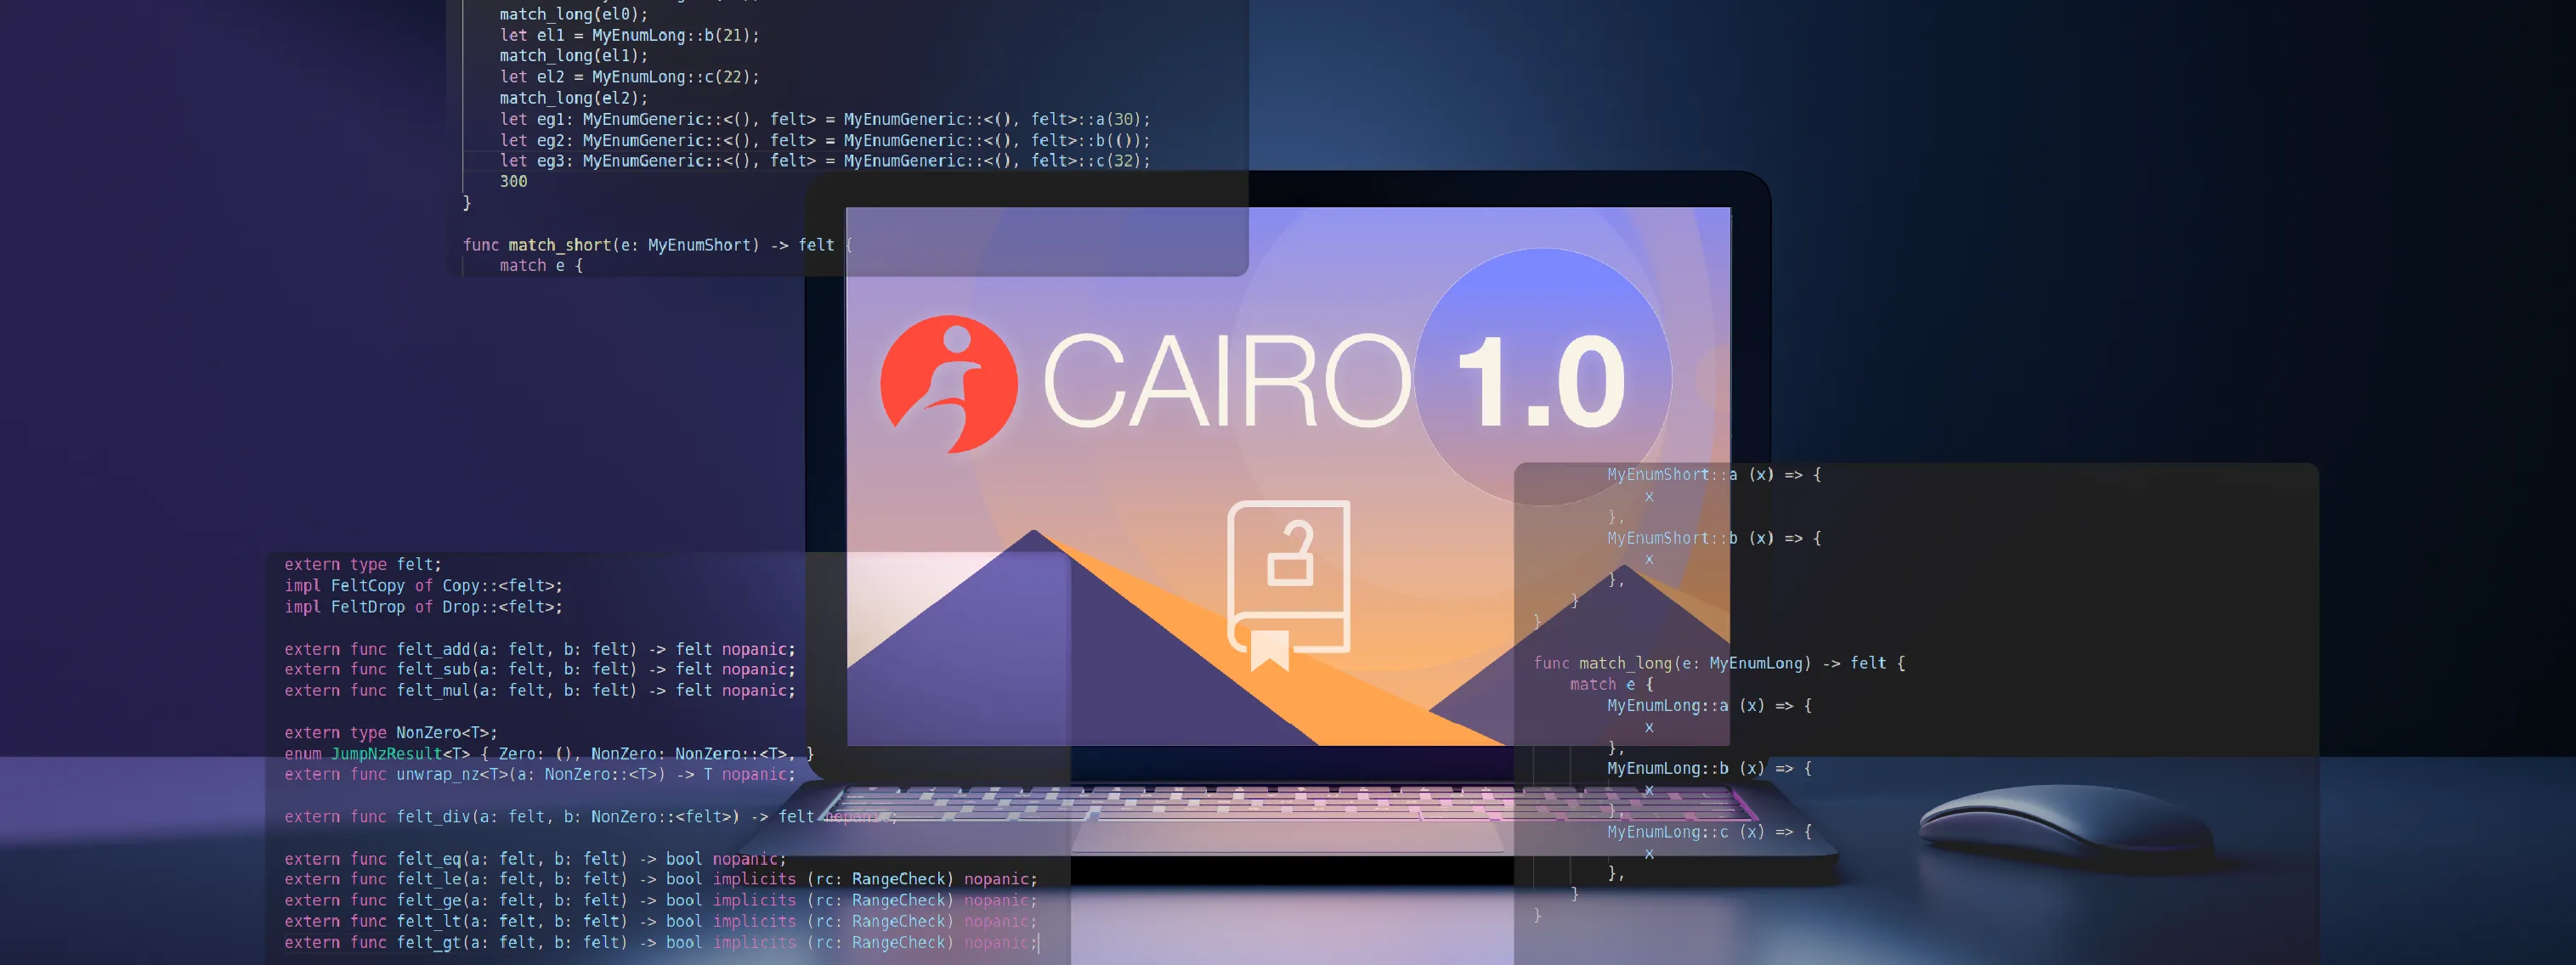 match_long(el0);
let el1 = MyEnumLong::b(21);
match_long(el1);
let el2 = MyEnumLong::c(22);
match_long(el2);
let eg1: MyEnumGeneric::<(), felt> = MyEnumGeneric::<(), felt>::a(30);
let eg2: MyEnumGeneric::<(), felt> = MyEnumGeneric::<(), felt>::b(());
let eg3: MyEnumGeneric::<(), felt> = MyEnumGeneric::<(), felt>::c(32);
300
}
func match_short(e: MyEnumShort) -> felt {
match e {
CAIRO 1.0
extern type felt;
impl FeltCopy of Copy::<felt>;
impl FeltDrop of Drop::<felt>;
extern func felt_add(a: felt, b: felt) -> felt nopanic;
extern func felt_sub(a: felt, b: felt) -> felt nopanic;
extern func felt_mul(a: felt, b: felt) -> felt nopanic;
extern type NonZero<T>;
enum JumpNzResult<T> { Zero: (), NonZero: NonZero::<T>, }
extern func unwrap_nz<T>(a: NonZero::<T>) -> T nopanic;
extern func felt_div(a: felt, b: NonZero::<felt>) -> felt nopanic;
extern func felt_eq(a: felt, b: felt) -> bool nopanic;
extern func felt_le(a: felt, b: felt) -> bool implicits (rc: RangeCheck) nopanic;
extern func felt_ge(a: felt, b: felt) -> bool implicits (rc: RangeCheck) nopanic;
extern func felt_lt(a: felt, b: felt) -> bool implicits (rc: RangeCheck) nopanic;
extern func felt_gt(a: felt, b: felt) -> bool implicits (rc: RangeCheck) nopanic;
MyEnumShort::a (x) => {
x
},
MyEnumShort::b (x) => {
x
},
}
}
func match_long(e: MyEnumLong) -> felt {
match e {
MyEnumLong::a (x) => {
x
},
MyEnumLong::b (x) => {
x
},
MyEnumLong::c (x) => {
x
},
}
}